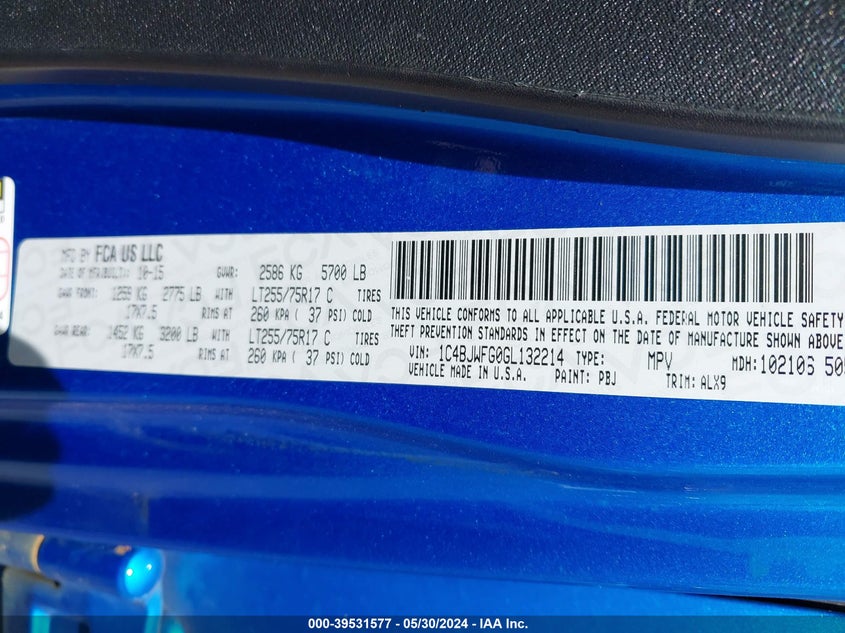 MFD BY FCA US LLC
DATE OF MFR/BUILT: 10-15 GVWR: 2586 KG 5700 LB
GAWR FRONT: 1259 KG 2775 LB WITH LT255/75R17 C TIRES
17X7.5 RIMS AT 260 KPA ( 37 PSI) COLD
GAWR REAR: 1452 KG 3200 LB WITH LT255/75R17 C TIRES
17X7.5 RIMS AT 260 KPA ( 37 PSI) COLD
THIS VEHICLE CONFORMS TO ALL APPLICABLE U.S.A. FEDERAL MOTOR VEHICLE SAFETY
THEFT PREVENTION STANDARDS IN EFFECT ON THE DATE OF MANUFACTURE SHOWN ABOVE
VIN: 1C4BJWFG0GL132214 TYPE: MPV MDH: 102106 505
VEHICLE MADE IN U.S.A. PAINT: PBJ TRIM: ALX9
000-39531577 - 05/30/2024 - IAA Inc.